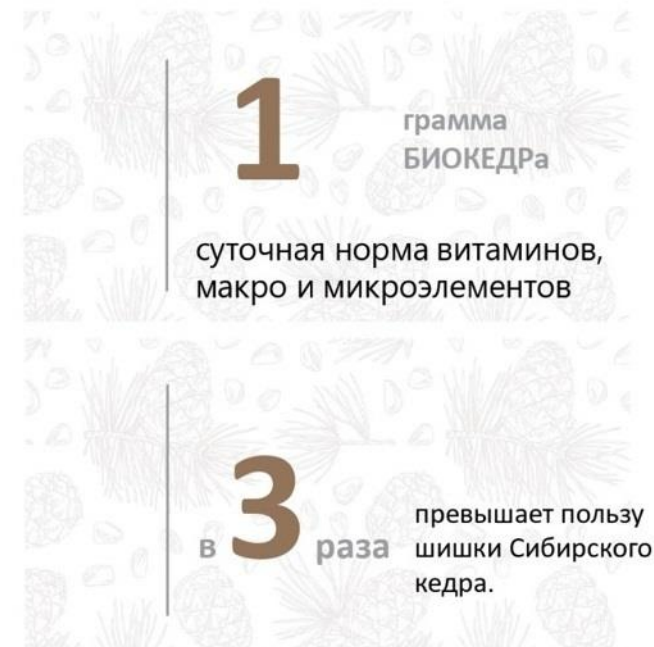 1 грамма
БИОКЕДРа
суточная норма витаминов,
макро и микроэлементов
в 3 раза
превышает пользу
шишки Сибирского
кедра.